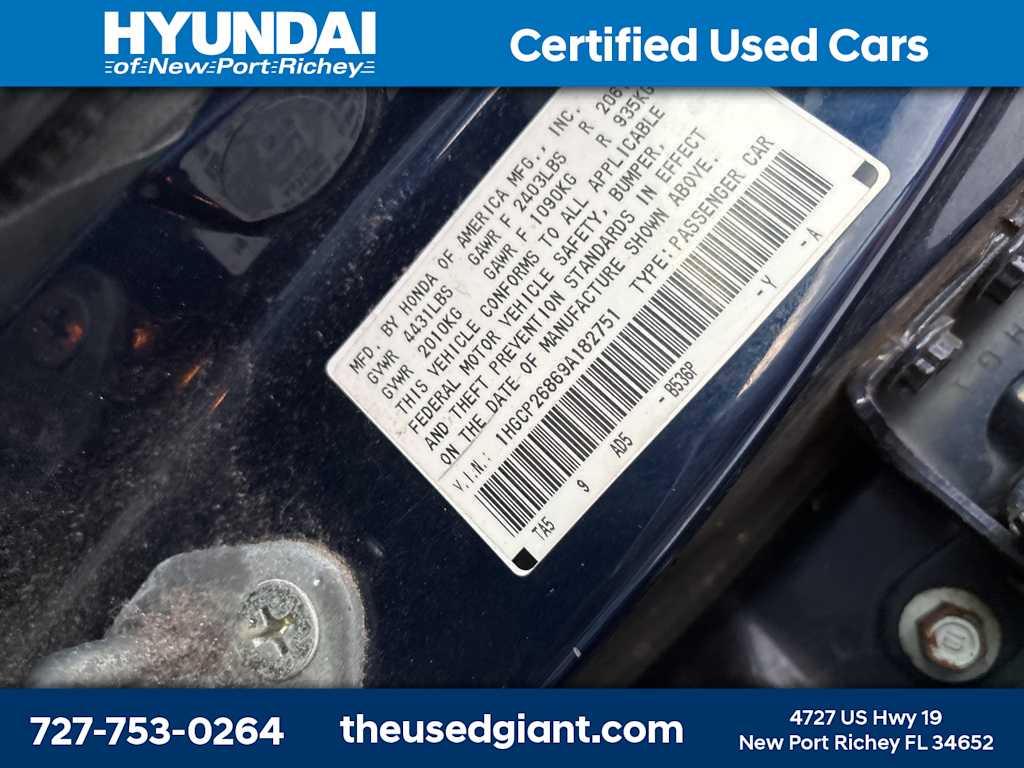 HYUNDAI
of New Port Richey
Certified Used Cars
MFD. BY HONDA OF AMERICA MFG., INC.
GVWR 4431LBS GAWR F 2403LBS R
GVWR 2010KG GAWR F 1090KG R 935KG
THIS VEHICLE CONFORMS TO ALL APPLICABLE
FEDERAL MOTOR VEHICLE SAFETY, BUMPER,
AND THEFT PREVENTION STANDARDS IN EFFECT
ON THE DATE OF MANUFACTURE SHOWN ABOVE.
V.I.N.: 1HGCP26869A182751 TYPE:PASSENGER CAR
9 AD5 - B536P - Y - A
TA5
727-753-0264
theusedgiant.com
4727 US Hwy 19
New Port Richey FL 34652